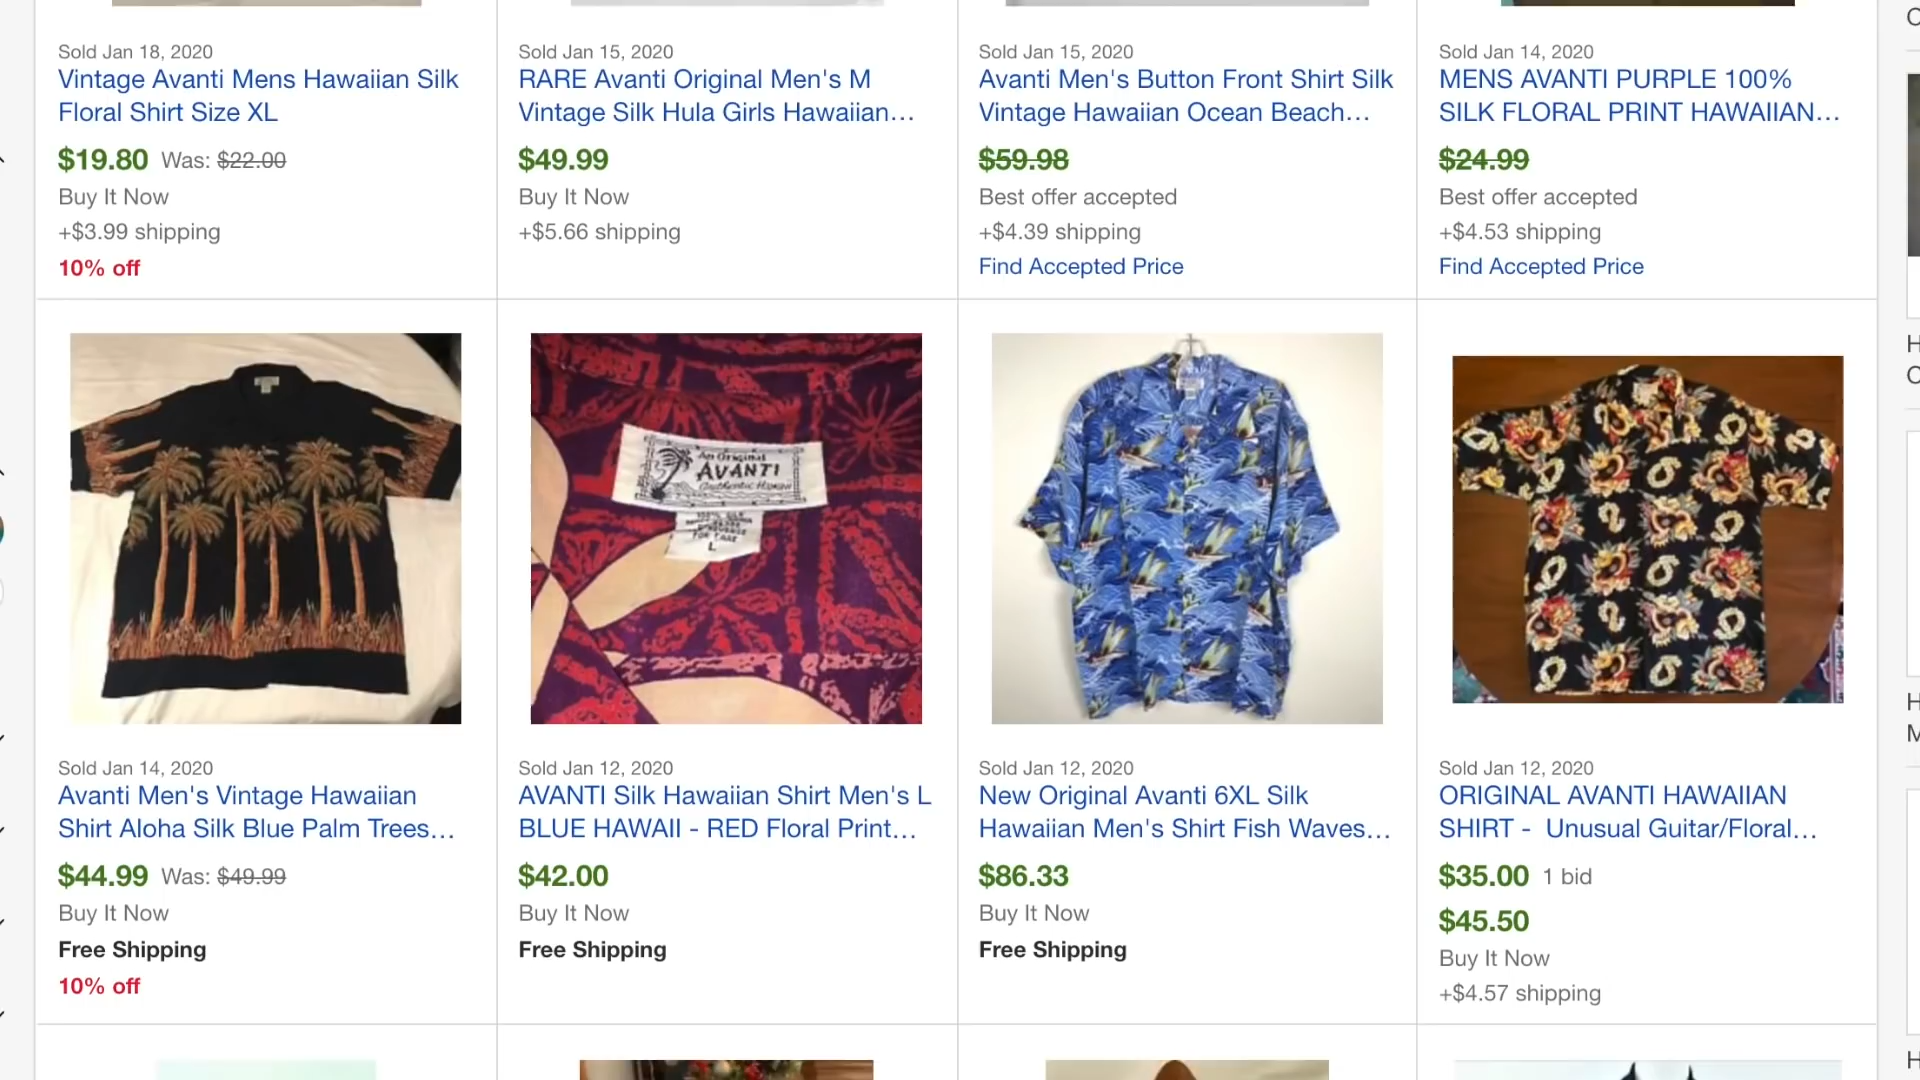 Sold Jan 18, 2020
Vintage Avanti Mens Hawaiian Silk
Floral Shirt Size XL
$19.80 Was: $22.00
Buy It Now
+$3.99 shipping
10% off
Sold Jan 15, 2020
RARE Avanti Original Men's M
Vintage Silk Hula Girls Hawaiian...
$49.99
Buy It Now
+$5.66 shipping
Sold Jan 15, 2020
Avanti Men's Button Front Shirt Silk
Vintage Hawaiian Ocean Beach...
$59.98
Best offer accepted
+$4.39 shipping
Find Accepted Price
Sold Jan 14, 2020
MENS AVANTI PURPLE 100%
SILK FLORAL PRINT HAWAIIAN...
$24.99
Best offer accepted
+$4.53 shipping
Find Accepted Price
Sold Jan 14, 2020
Avanti Men's Vintage Hawaiian
Shirt Aloha Silk Blue Palm Trees...
$44.99 Was: $49.99
Buy It Now
Free Shipping
10% off
An Original
AVANTI
Authentic Hawaii
100% SILK
L
Sold Jan 12, 2020
AVANTI Silk Hawaiian Shirt Men's L
BLUE HAWAII - RED Floral Print...
$42.00
Buy It Now
Free Shipping
Sold Jan 12, 2020
New Original Avanti 6XL Silk
Hawaiian Men's Shirt Fish Waves...
$86.33
Buy It Now
Free Shipping
Sold Jan 12, 2020
ORIGINAL AVANTI HAWAIIAN
SHIRT - Unusual Guitar/Floral...
$35.00 1 bid
$45.50
Buy It Now
+$4.57 shipping